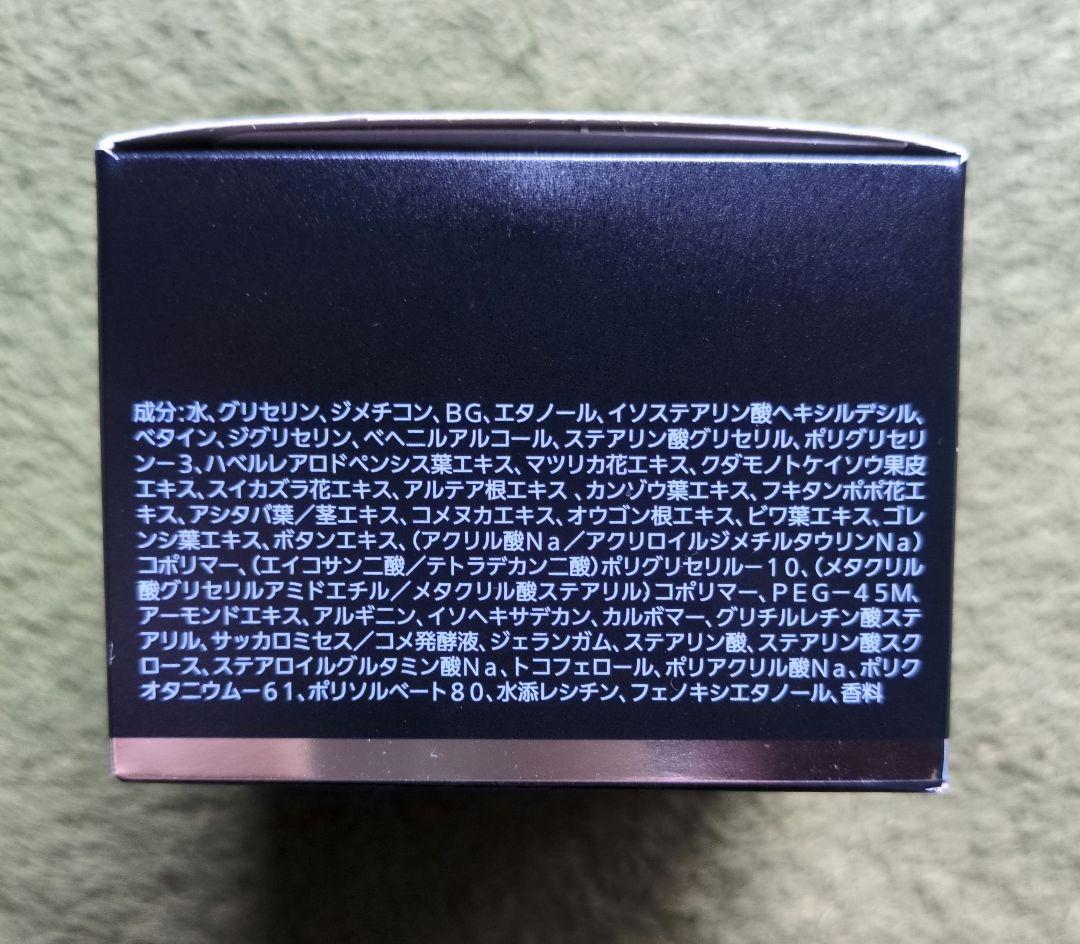 成分：水、グリセリン、ジメチコン、ＢＧ、エタノール、イソステアリン酸ヘキシルデシル、
ベタイン、ジグリセリン、ベヘニルアルコール、ステアリン酸グリセリル、ポリグリセリ
ン－３、ハベルレアロドペンシス葉エキス、マツリカ花エキス、クダモノトケイソウ果皮
エキス、スイカズラ花エキス、アルテア根エキス 、カンゾウ葉エキス、フキタンポポ花エ
キス、アシタバ葉／茎エキス、コメヌカエキス、オウゴン根エキス、ビワ葉エキス、ゴレ
ンシ葉エキス、ボタンエキス、（アクリル酸Ｎａ／アクリロイルジメチルタウリンＮａ）
コポリマー、（エイコサン二酸／テトラデカン二酸）ポリグリセリル－１０、（メタクリル
酸グリセリルアミドエチル／メタクリル酸ステアリル）コポリマー、ＰＥＧ－４５Ｍ、
アーモンドエキス、アルギニン、イソヘキサデカン、カルボマー、グリチルレチン酸ステ
アリル、サッカロミセス／コメ発酵液、ジェランガム、ステアリン酸、ステアリン酸スク
ロース、ステアロイルグルタミン酸Ｎａ、トコフェロール、ポリアクリル酸Ｎａ、ポリク
オタニウム－６１、ポリソルベート８０、水添レシチン、フェノキシエタノール、香料